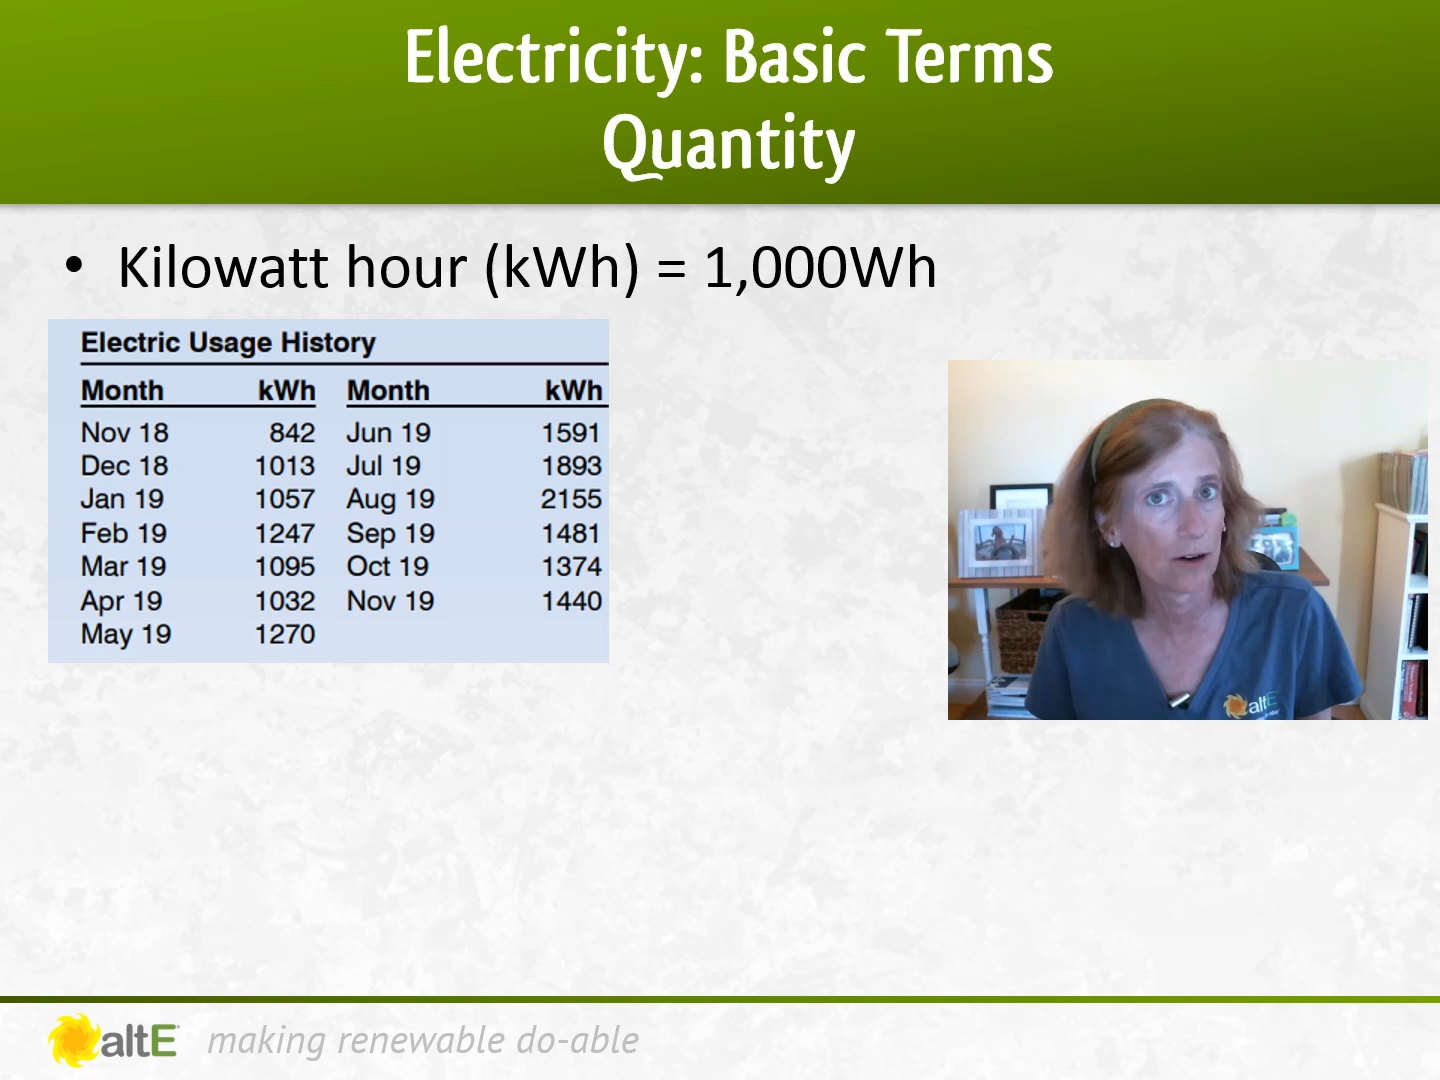 Electricity: Basic Terms
Quantity
• Kilowatt hour (kWh) = 1,000Wh
Electric Usage History
Month kWh Month kWh
Nov 18 842 Jun 19 1591
Dec 18 1013 Jul 19 1893
Jan 19 1057 Aug 19 2155
Feb 19 1247 Sep 19 1481
Mar 19 1095 Oct 19 1374
Apr 19 1032 Nov 19 1440
May 19 1270
altE
altE making renewable do-able